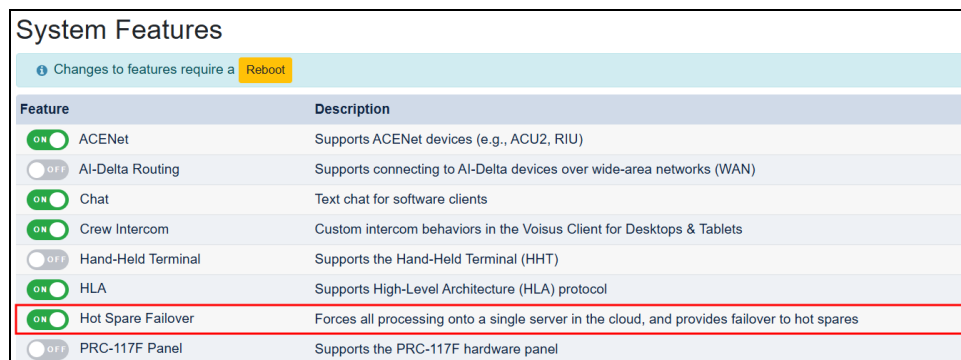 System Features
Changes to features require a Reboot
Feature Description
ON ACENet Supports ACENet devices (e.g., ACU2, RIU)
OFF AI-Delta Routing Supports connecting to AI-Delta devices over wide-area networks (WAN)
ON Chat Text chat for software clients
ON Crew Intercom Custom intercom behaviors in the Voisus Client for Desktops & Tablets
OFF Hand-Held Terminal Supports the Hand-Held Terminal (HHT)
ON HLA Supports High-Level Architecture (HLA) protocol
ON Hot Spare Failover Forces all processing onto a single server in the cloud, and provides failover to hot spares
OFF PRC-117F Panel Supports the PRC-117F hardware panel